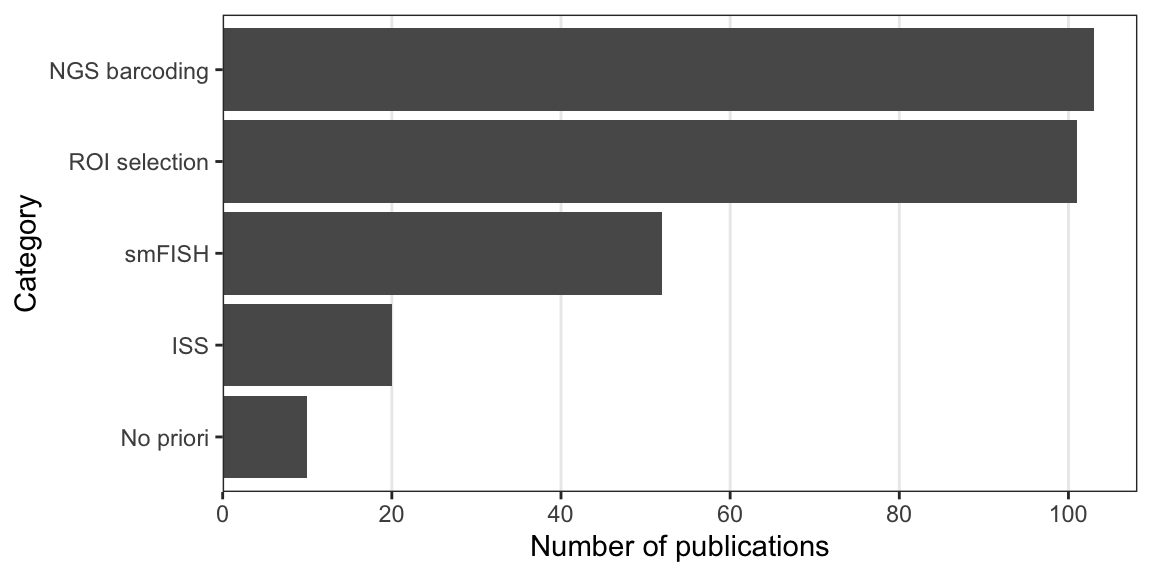 NGS barcoding
ROI selection
smFISH
ISS
No priori
Category
0 20 40 60 80 100
Number of publications